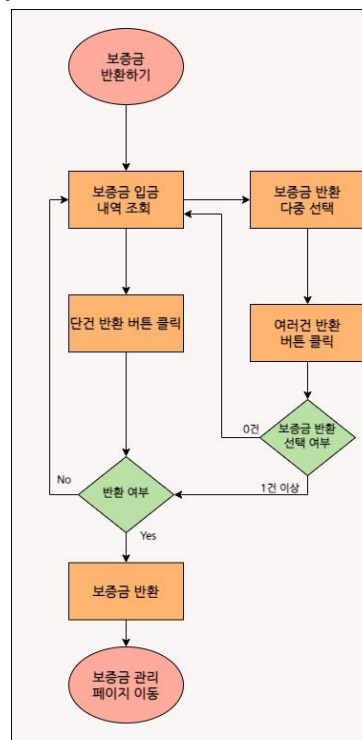 보증금
반환하기
보증금 입금
내역 조회
보증금 반환
다중 선택
단건 반환 버튼 클릭
여러건 반환
버튼 클릭
0건
보증금 반환
선택 여부
No
반환 여부
1건 이상
Yes
보증금 반환
보증금 관리
페이지 이동